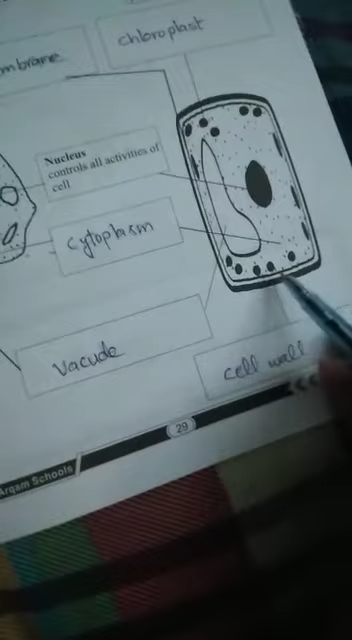 chloroplast
mbrane
Nucleus
controls all activities of
cell
cytoplasm
vacude
cell wall
29
Arqam Schools